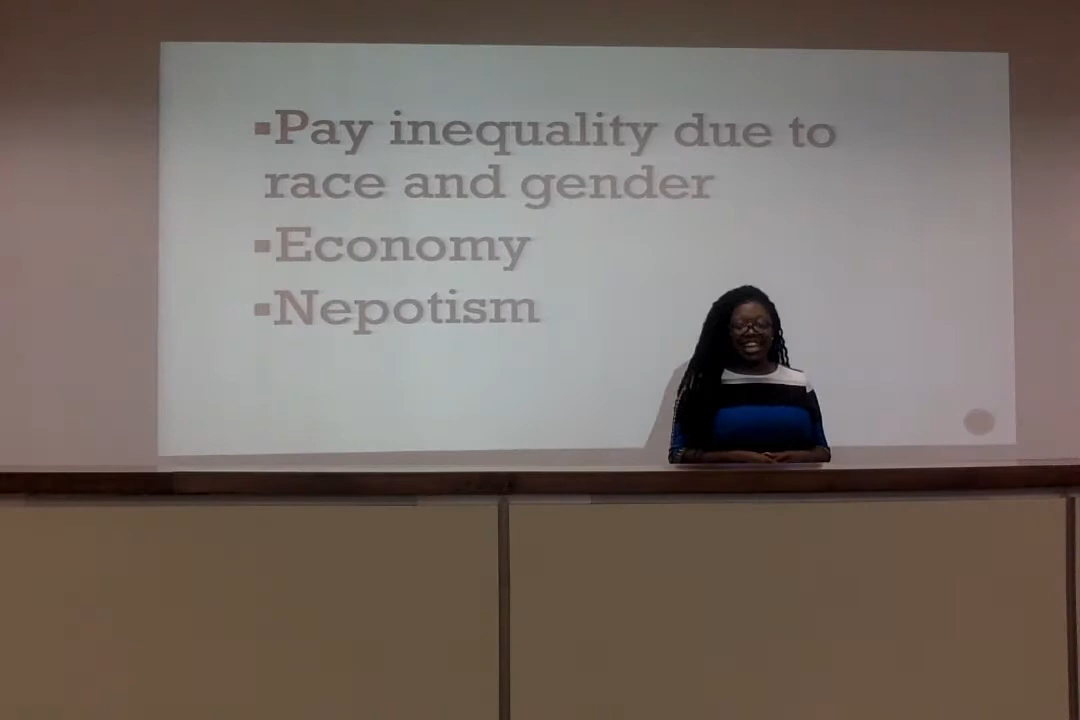 ▪Pay inequality due to
race and gender
▪Economy
▪Nepotism